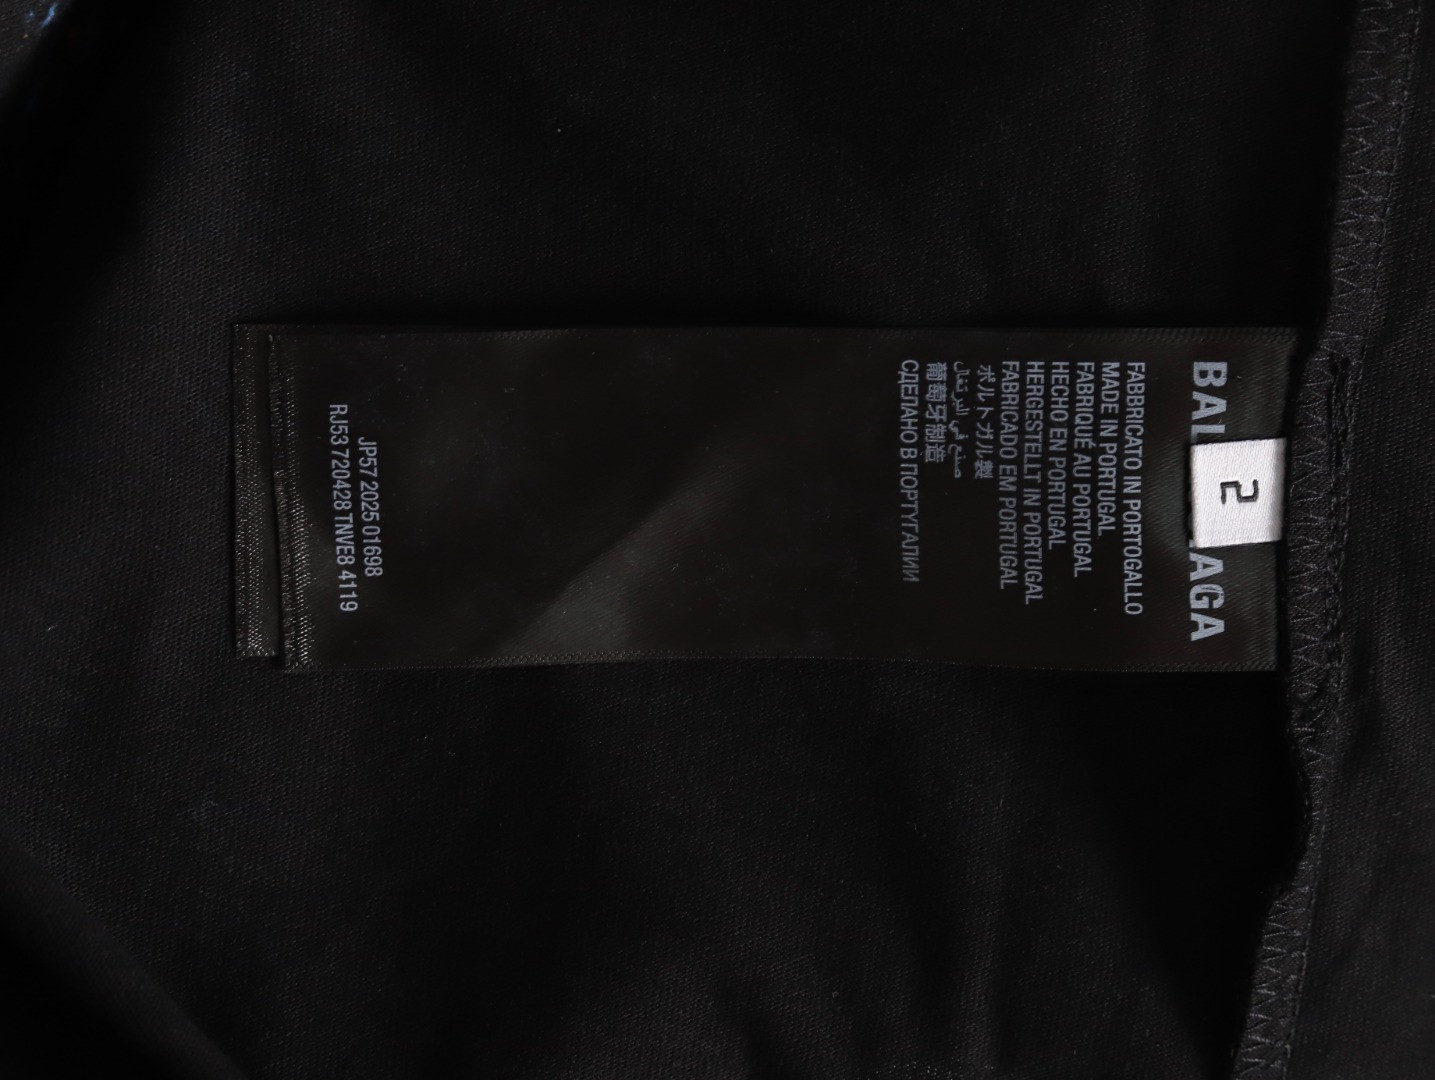 BAL AGA
2
FABBRICATO IN PORTOGALLO
MADE IN PORTUGAL
FABRIQUÉ AU PORTUGAL
HECHO EN PORTUGAL
HERGESTELLT IN PORTUGAL
FABRICADO EM PORTUGAL
ポルトガル製
صنع في البرتغال
葡萄牙制造
СДЕЛАНО В ПОРТУГАЛИИ
JP57 2025 01698
RJ53 720428 TNVE8 4119